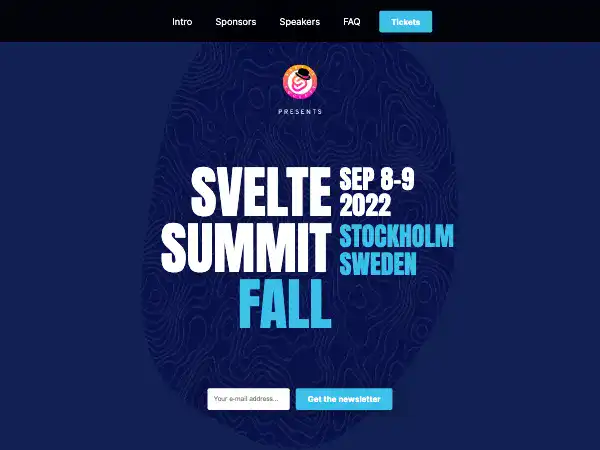 Intro Sponsors Speakers FAQ Tickets
PRESENTS
SVELTE
SUMMIT
FALL
SEP 8-9
2022
STOCKHOLM
SWEDEN
Your e-mail address... Get the newsletter